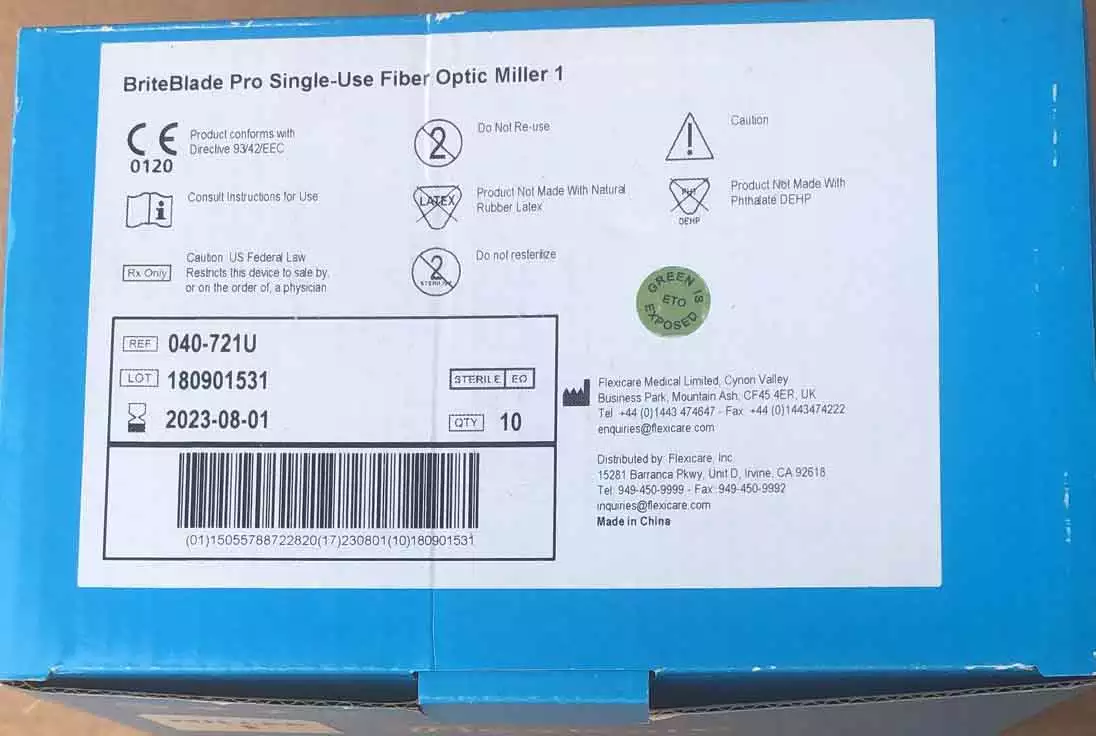 BriteBlade Pro Single-Use Fiber Optic Miller 1
CE
0120
Product conforms with
Directive 93/42/EEC
2
Do Not Re-use
!
Caution
i
Consult Instructions for Use
LATEX
Product Not Made With Natural
Rubber Latex
PHT
DEHP
Product Not Made With
Phthalate DEHP
Rx Only
Caution US Federal Law
Restricts this device to sale by,
or on the order of, a physician
2
STERILIZE
Do not resterilize
GREEN IS
ETO
EXPOSED
REF 040-721U
LOT 180901531
STERILE EO
2023-08-01
QTY 10
(01)15055788722820(17)230801(10)180901531
Flexicare Medical Limited, Cynon Valley
Business Park, Mountain Ash, CF45 4ER, UK
Tel +44 (0)1443 474647 - Fax +44 (0)1443474222
enquiries@flexicare.com
Distributed by: Flexicare, Inc.
15281 Barranca Pkwy, Unit D, Irvine, CA 92618
Tel: 949-450-9999 - Fax: 949-450-9992
inquiries@flexicare.com
Made in China